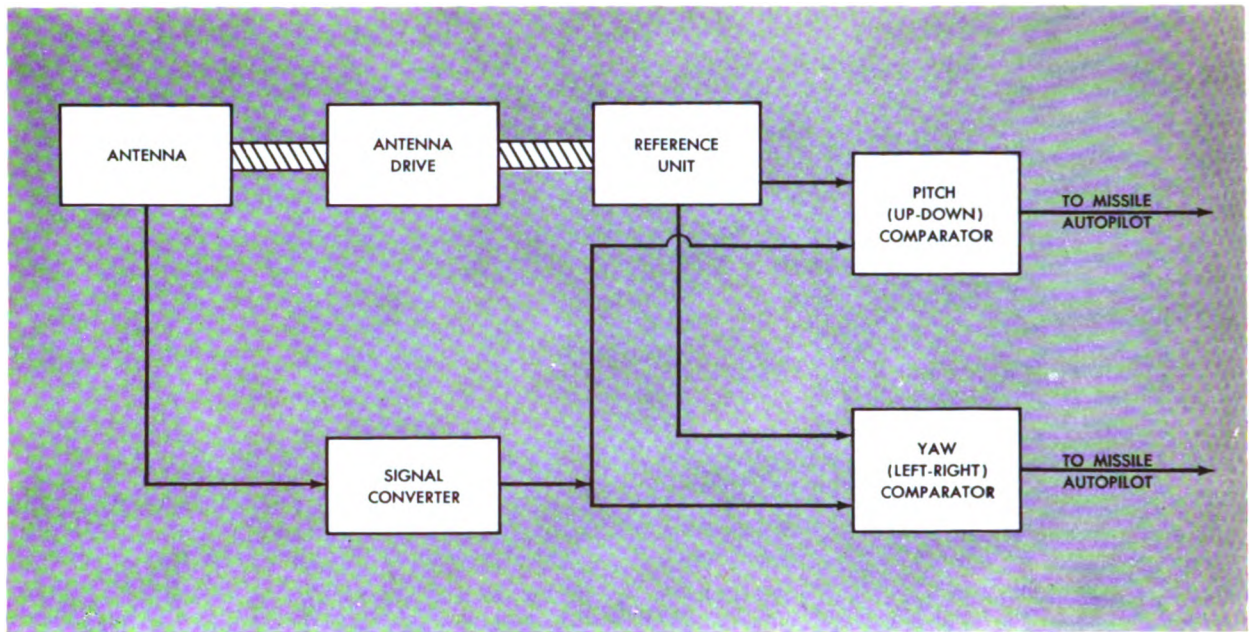 ANTENNA
ANTENNA
DRIVE
REFERENCE
UNIT
PITCH
(UP-DOWN)
COMPARATOR
TO MISSILE
AUTOPILOT
SIGNAL
CONVERTER
YAW
(LEFT-RIGHT)
COMPARATOR
TO MISSILE
AUTOPILOT